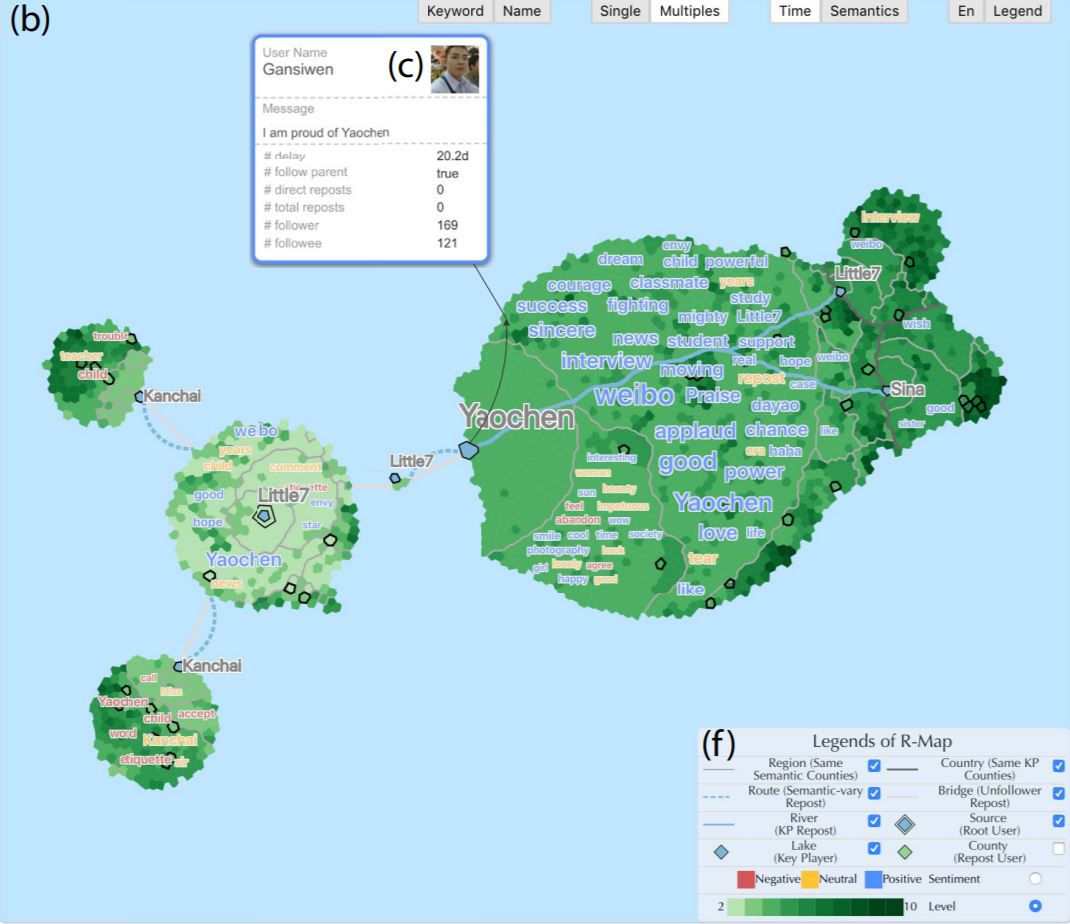 (b)
Keyword Name Single Multiples Time Semantics En Legend
User Name
Gansiwen
(c)
Message
I am proud of Yaochen
# delay 20.2d
# follow parent true
# direct reposts 0
# total reposts 0
# follower 169
# followee 121
interview
weibo
Little7
wish
Sina
good
sister
envy
dream child powerful
courage classmate years
study
success fighting
mighty Little7
sincere
news student support
interview real hope weibo
moving
repost case
weibo Praise
dayao
applaud chance like
era haha
good power
Yaochen
love life
tear
like
Yaochen
interesting
woman
sun beauty
feel impetuous
abandon wow
smile cool time society
photography book
girl lovely agree
happy good
Little7
trouble
teacher
child
Kanchai
weibo
years
child comment
etiquette
good Little7 envy
hope star
Yaochen
news
Kanchai
call
Miss
Yaochen
child accept
word
Kanchai
etiquette sir
(f)
Legends of R-Map
Region (Same Semantic Counties)
Country (Same KP Counties)
Route (Semantic-vary Repost)
Bridge (Unfollower Repost)
River (KP Repost)
Source (Root User)
Lake (Key Player)
County (Repost User)
Negative Neutral Positive Sentiment
2 10 Level